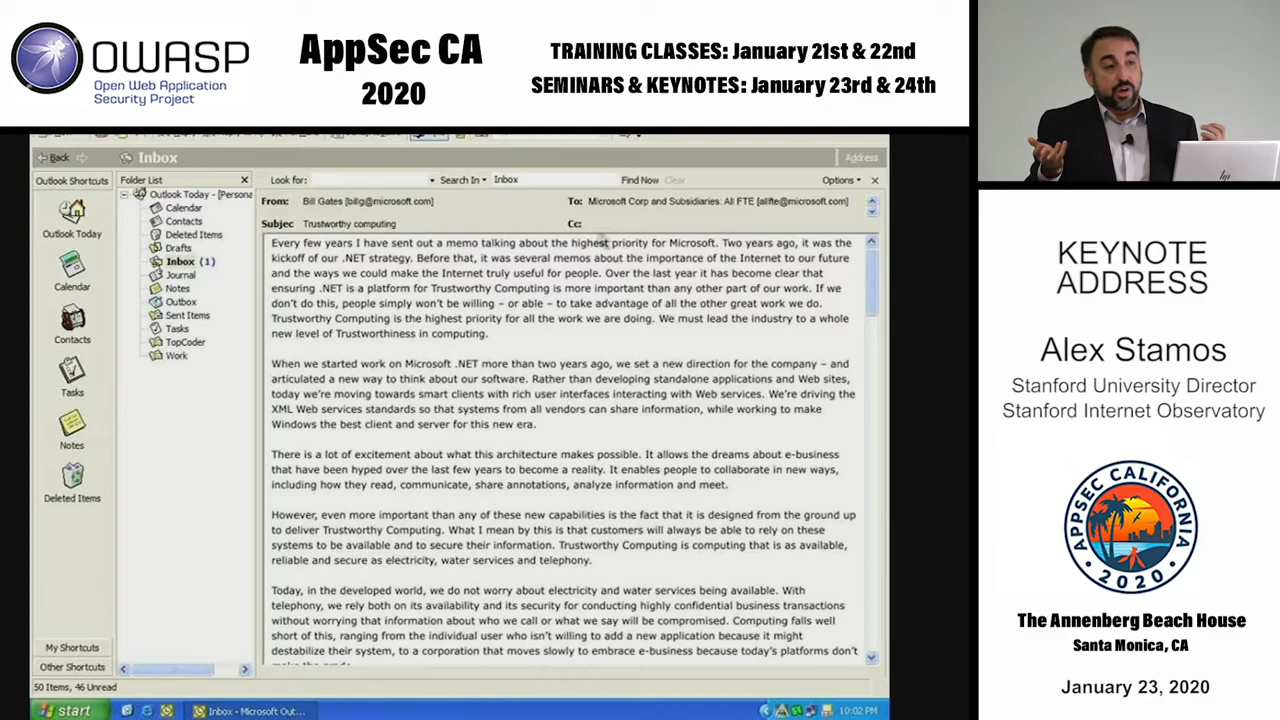 OWASP
Open Web Application
Security Project
AppSec CA
2020
TRAINING CLASSES: January 21st & 22nd
SEMINARS & KEYNOTES: January 23rd & 24th
Back
Inbox
Address
Outlook Shortcuts
Outlook Today
Calendar
Contacts
Tasks
Notes
Deleted Items
My Shortcuts
Other Shortcuts
Folder List
Outlook Today - [Persona
Calendar
Contacts
Deleted Items
Drafts
Inbox (1)
Journal
Notes
Outbox
Sent Items
Tasks
TopCoder
Work
Look for: Search In Inbox Find Now Clear Options
From: Bill Gates [billg@microsoft.com] To: Microsoft Corp and Subsidiaries: All FTE [allfte@microsoft.com]
Subjec Trustworthy computing Cc:
Every few years I have sent out a memo talking about the highest priority for Microsoft. Two years ago, it was the
kickoff of our .NET strategy. Before that, it was several memos about the importance of the Internet to our future
and the ways we could make the Internet truly useful for people. Over the last year it has become clear that
ensuring .NET is a platform for Trustworthy Computing is more important than any other part of our work. If we
don't do this, people simply won't be willing – or able – to take advantage of all the other great work we do.
Trustworthy Computing is the highest priority for all the work we are doing. We must lead the industry to a whole
new level of Trustworthiness in computing.
When we started work on Microsoft .NET more than two years ago, we set a new direction for the company – and
articulated a new way to think about our software. Rather than developing standalone applications and Web sites,
today we're moving towards smart clients with rich user interfaces interacting with Web services. We're driving the
XML Web services standards so that systems from all vendors can share information, while working to make
Windows the best client and server for this new era.
There is a lot of excitement about what this architecture makes possible. It allows the dreams about e-business
that have been hyped over the last few years to become a reality. It enables people to collaborate in new ways,
including how they read, communicate, share annotations, analyze information and meet.
However, even more important than any of these new capabilities is the fact that it is designed from the ground up
to deliver Trustworthy Computing. What I mean by this is that customers will always be able to rely on these
systems to be available and to secure their information. Trustworthy Computing is computing that is as available,
reliable and secure as electricity, water services and telephony.
Today, in the developed world, we do not worry about electricity and water services being available. With
telephony, we rely both on its availability and its security for conducting highly confidential business transactions
without worrying that information about who we call or what we say will be compromised. Computing falls well
short of this, ranging from the individual user who isn't willing to add a new application because it might
destabilize their system, to a corporation that moves slowly to embrace e-business because today's platforms don't
50 Items, 46 Unread
start
Inbox - Microsoft Out...
10:02 PM
hp
KEYNOTE
ADDRESS
Alex Stamos
Stanford University Director
Stanford Internet Observatory
APPSEC CALIFORNIA
2020
The Annenberg Beach House
Santa Monica, CA
January 23, 2020